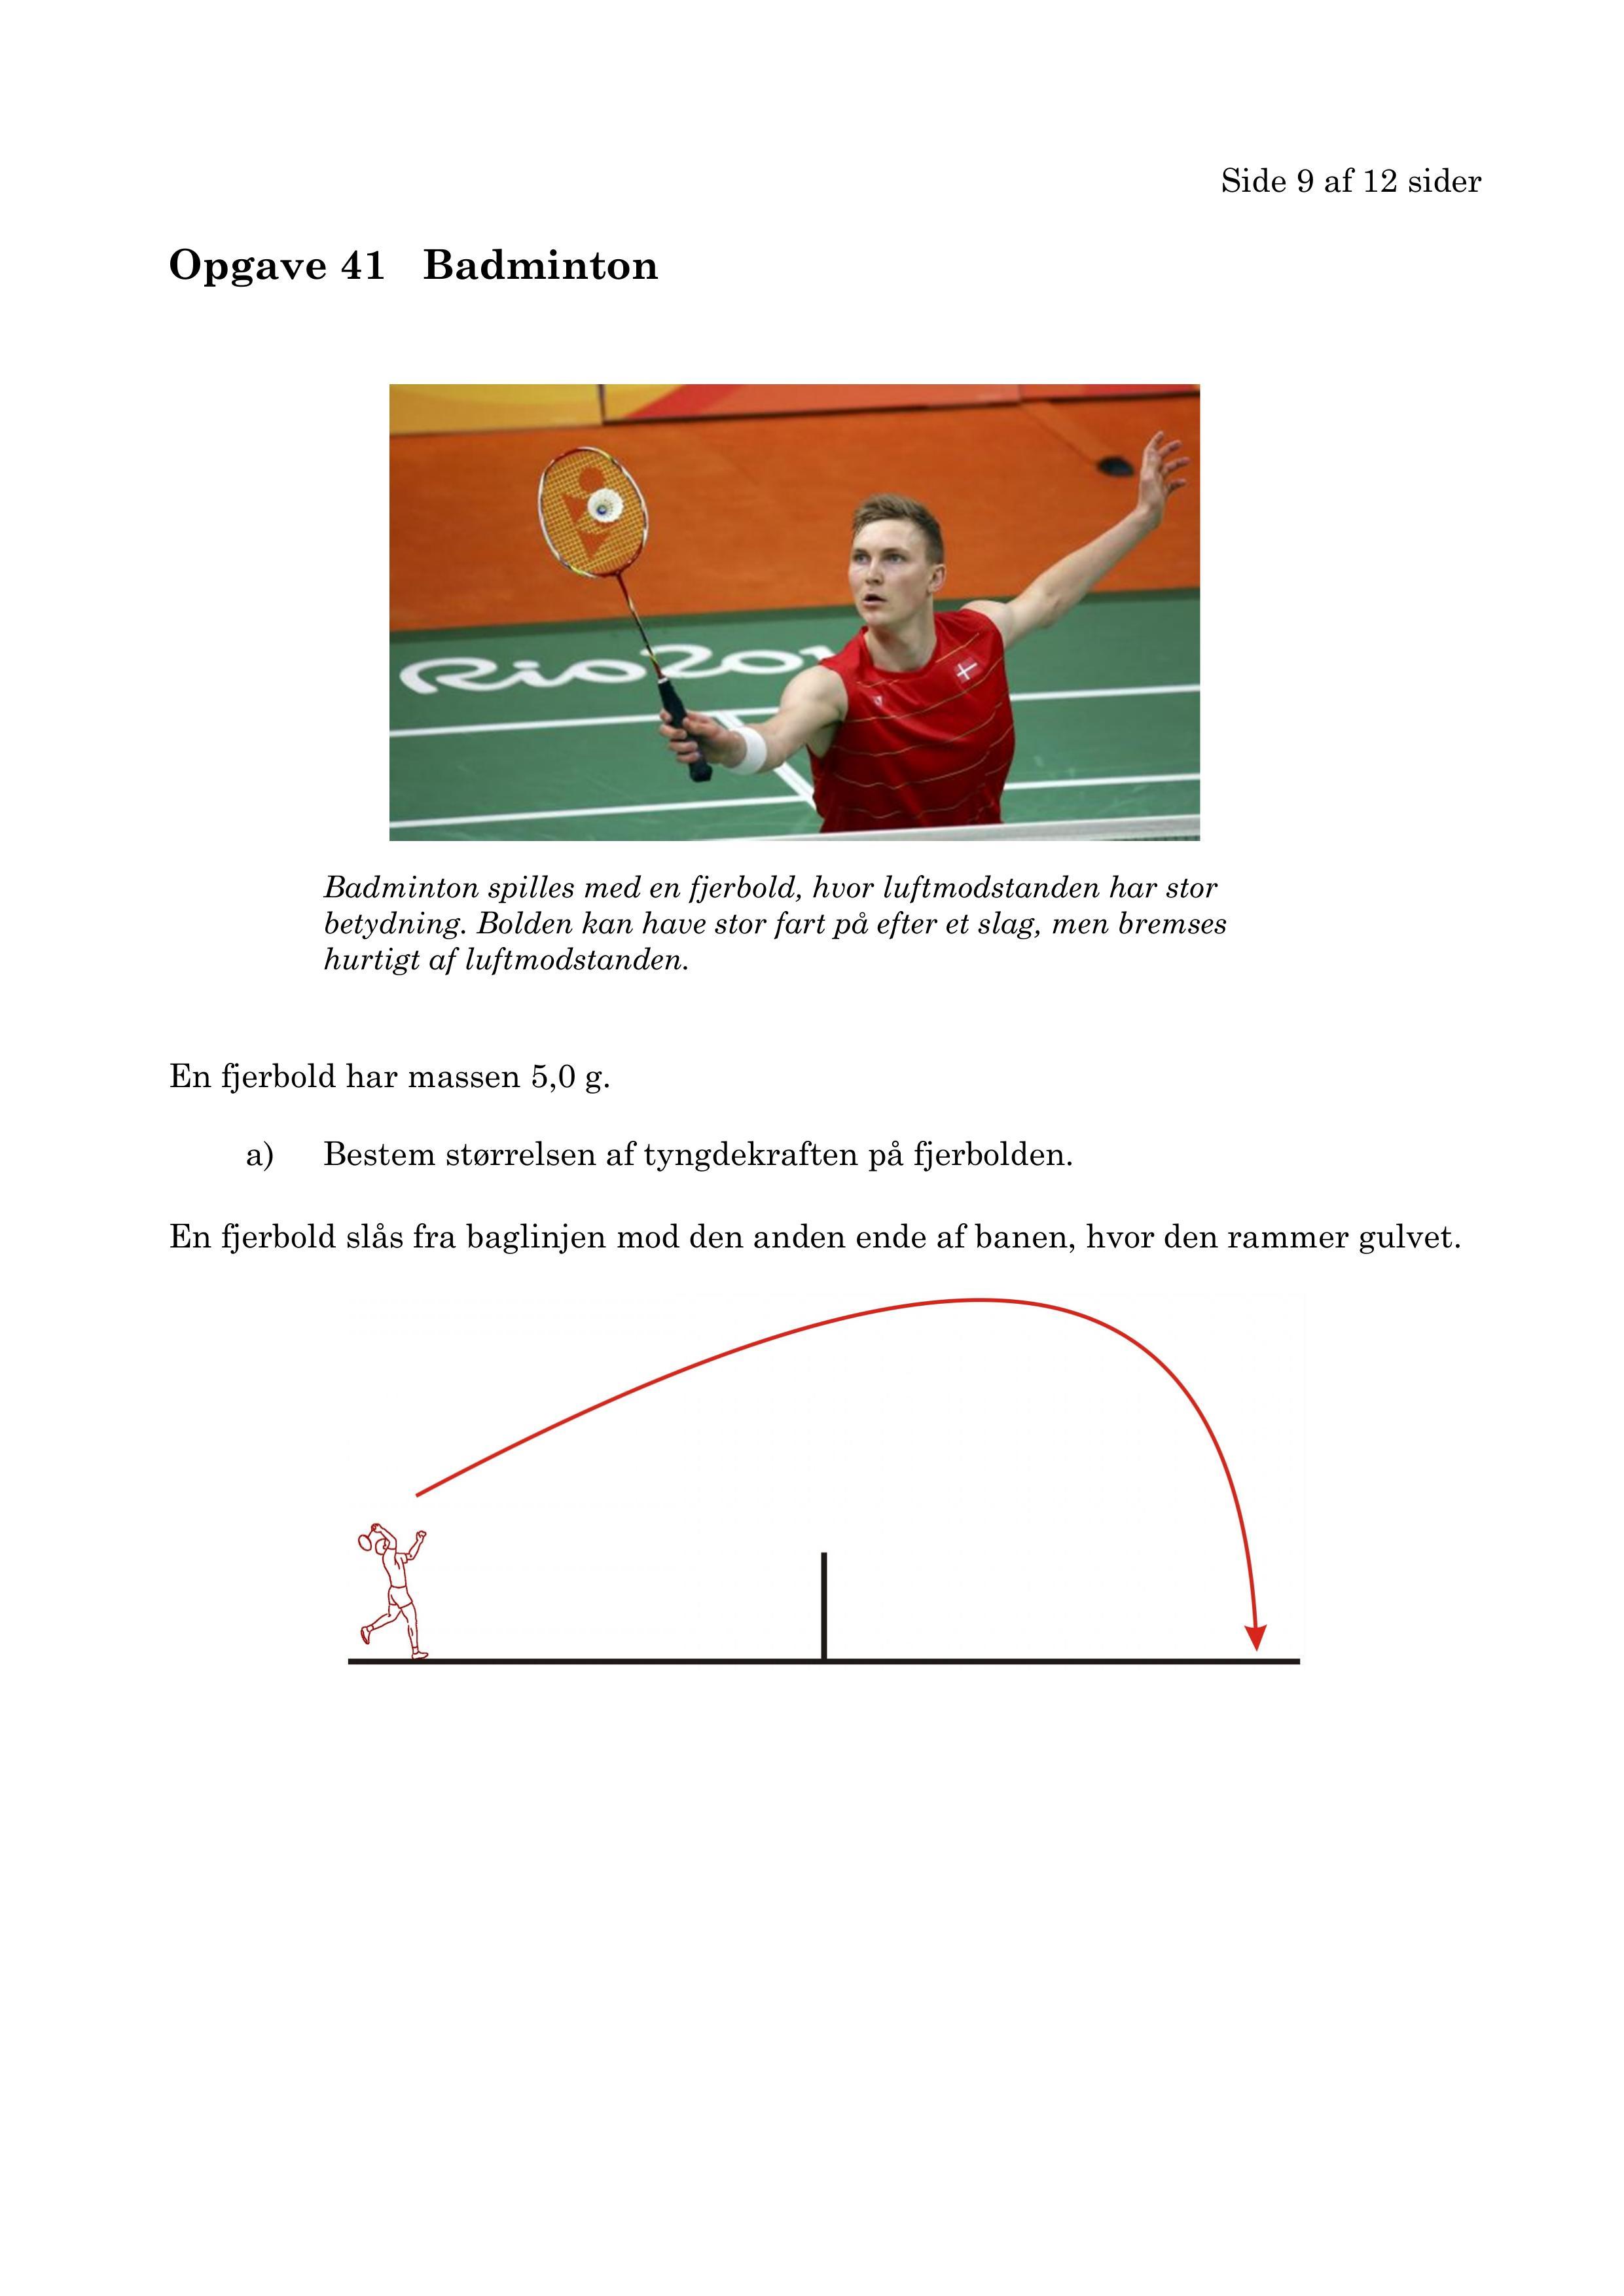 Side 9 af 12 sider
Opgave 41 Badminton
Rio201
Badminton spilles med en fjerbold, hvor luftmodstanden har stor
betydning. Bolden kan have stor fart på efter et slag, men bremses
hurtigt af luftmodstanden.
En fjerbold har massen 5,0 g.
a) Bestem størrelsen af tyngdekraften på fjerbolden.
En fjerbold slås fra baglinjen mod den anden ende af banen, hvor den rammer gulvet.